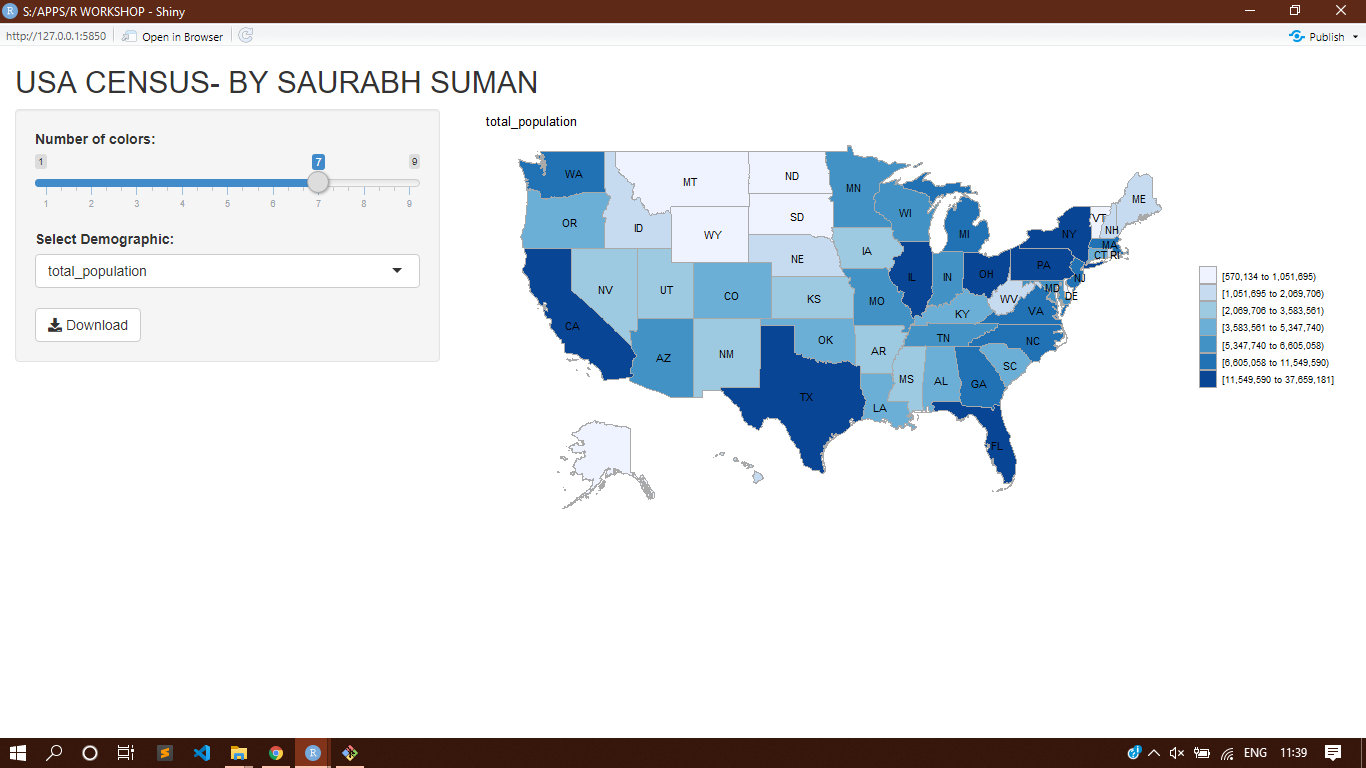 S:/APPS/R WORKSHOP - Shiny
http://127.0.0.1:5850 Open in Browser Publish
USA CENSUS- BY SAURABH SUMAN
Number of colors:
1 7 9
1 2 3 4 5 6 7 8 9
Select Demographic:
total_population
Download
total_population
WA
MT
ND
MN
OR
ID
WY
SD
WI
MI
NY
VT
NH
ME
MA
CT
RI
NE
IA
IL
IN
OH
PA
NJ
NV
UT
CO
KS
MO
KY
WV
MD
DE
VA
CA
AZ
NM
OK
AR
TN
NC
SC
TX
LA
MS
AL
GA
FL
[570,134 to 1,051,695)
[1,051,695 to 2,069,706)
[2,069,706 to 3,583,561)
[3,583,561 to 5,347,740)
[5,347,740 to 6,605,058)
[6,605,058 to 11,549,590)
[11,549,590 to 37,659,181]
ENG 11:39